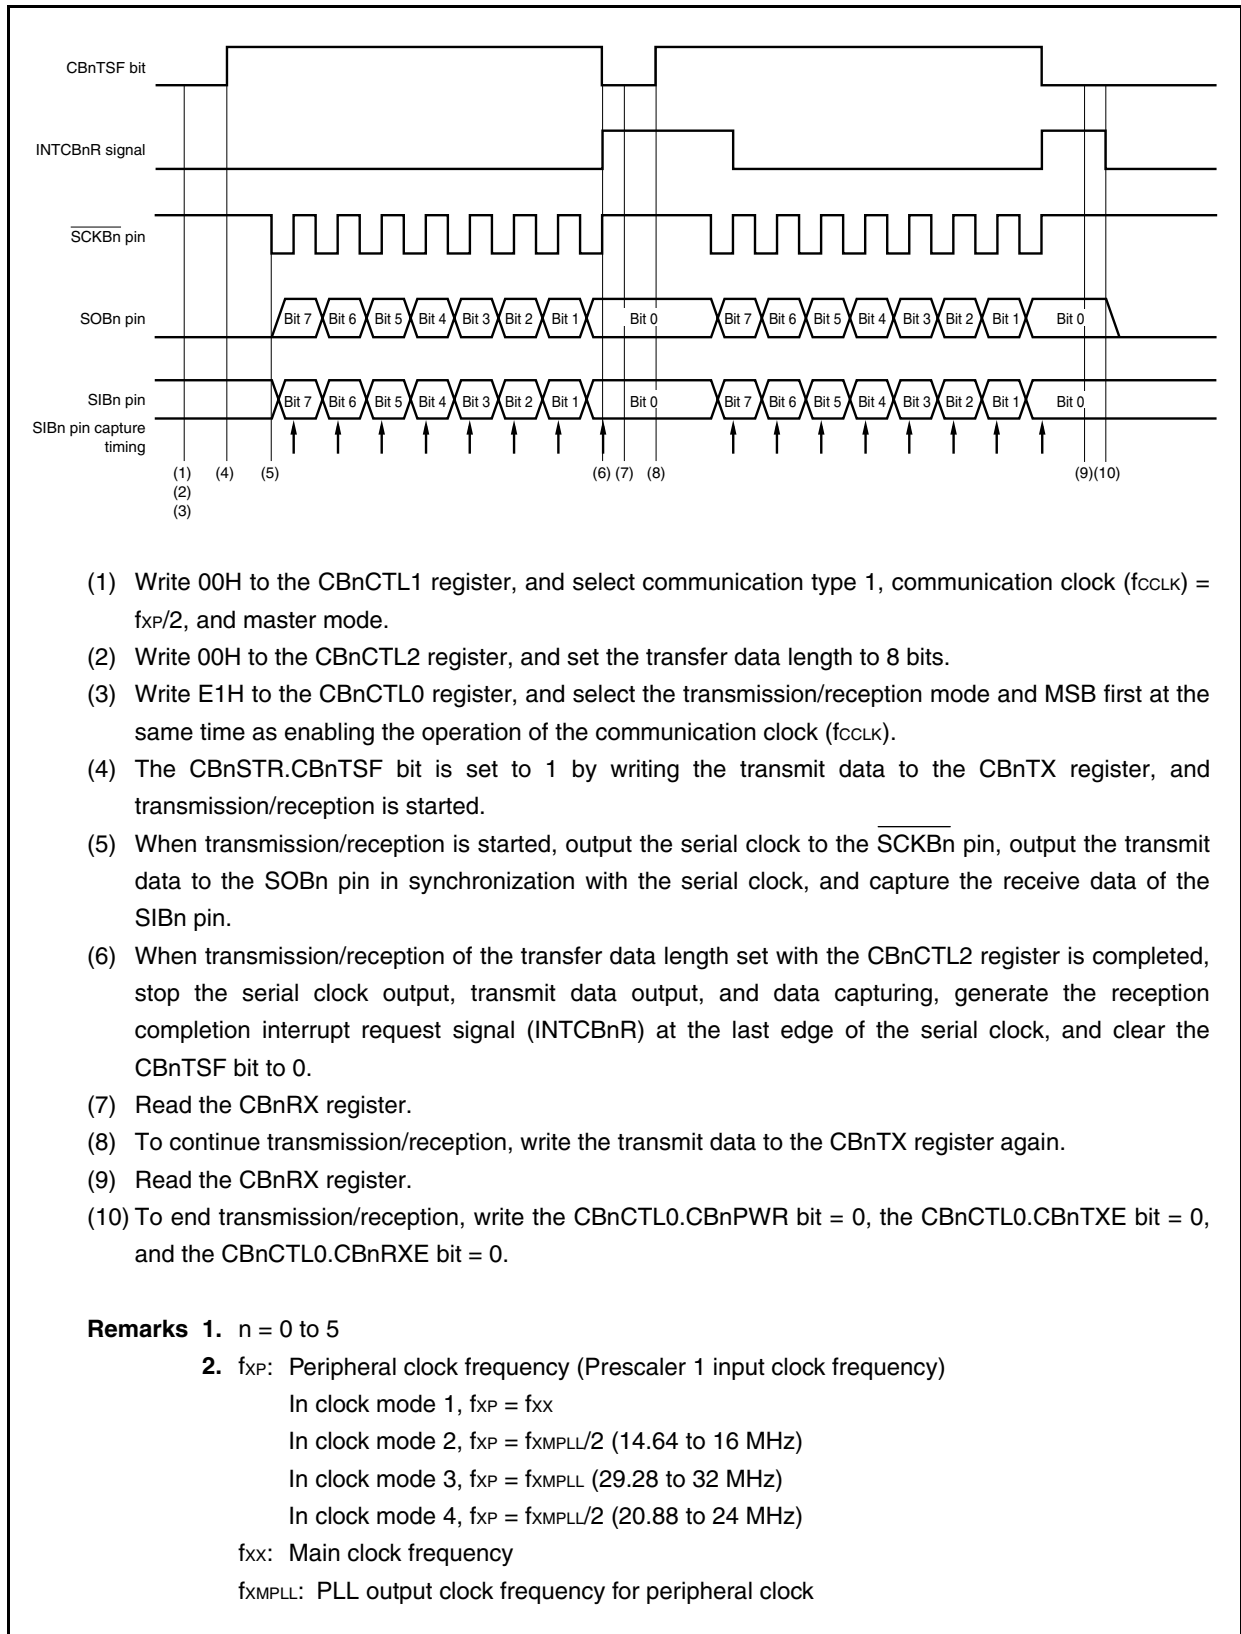 CBnTSF bit
INTCBnR signal
SCKBn pin
SOBn pin Bit 7 Bit 6 Bit 5 Bit 4 Bit 3 Bit 2 Bit 1 Bit 0 Bit 7 Bit 6 Bit 5 Bit 4 Bit 3 Bit 2 Bit 1 Bit 0
SIBn pin Bit 7 Bit 6 Bit 5 Bit 4 Bit 3 Bit 2 Bit 1 Bit 0 Bit 7 Bit 6 Bit 5 Bit 4 Bit 3 Bit 2 Bit 1 Bit 0
SIBn pin capture
timing
(1) (4) (5) (6) (7) (8) (9) (10)
(2)
(3)
(1) Write 00H to the CBnCTL1 register, and select communication type 1, communication clock (fCCLK) =
fXP/2, and master mode.
(2) Write 00H to the CBnCTL2 register, and set the transfer data length to 8 bits.
(3) Write E1H to the CBnCTL0 register, and select the transmission/reception mode and MSB first at the
same time as enabling the operation of the communication clock (fCCLK).
(4) The CBnSTR.CBnTSF bit is set to 1 by writing the transmit data to the CBnTX register, and
transmission/reception is started.
(5) When transmission/reception is started, output the serial clock to the SCKBn pin, output the transmit
data to the SOBn pin in synchronization with the serial clock, and capture the receive data of the
SIBn pin.
(6) When transmission/reception of the transfer data length set with the CBnCTL2 register is completed,
stop the serial clock output, transmit data output, and data capturing, generate the reception
completion interrupt request signal (INTCBnR) at the last edge of the serial clock, and clear the
CBnTSF bit to 0.
(7) Read the CBnRX register.
(8) To continue transmission/reception, write the transmit data to the CBnTX register again.
(9) Read the CBnRX register.
(10) To end transmission/reception, write the CBnCTL0.CBnPWR bit = 0, the CBnCTL0.CBnTXE bit = 0,
and the CBnCTL0.CBnRXE bit = 0.
Remarks 1. n = 0 to 5
2. fXP: Peripheral clock frequency (Prescaler 1 input clock frequency)
In clock mode 1, fXP = fXX
In clock mode 2, fXP = fXMPLL/2 (14.64 to 16 MHz)
In clock mode 3, fXP = fXMPLL (29.28 to 32 MHz)
In clock mode 4, fXP = fXMPLL/2 (20.88 to 24 MHz)
fXX: Main clock frequency
fXMPLL: PLL output clock frequency for peripheral clock